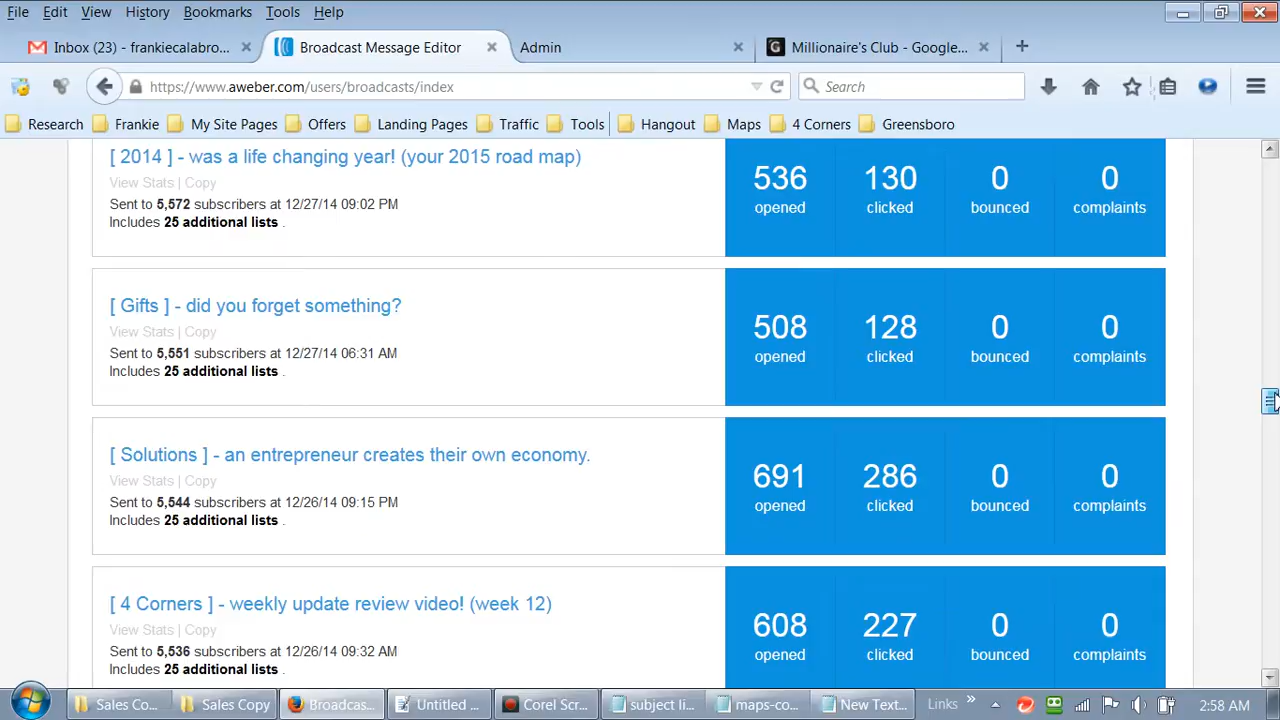 File Edit View History Bookmarks Tools Help
Inbox (23) - frankiecalabro... Broadcast Message Editor Admin Millionaire's Club - Google...
https://www.aweber.com/users/broadcasts/index Search
Research Frankie My Site Pages Offers Landing Pages Traffic Tools Hangout Maps 4 Corners Greensboro
[ 2014 ] - was a life changing year! (your 2015 road map)
View Stats | Copy
Sent to 5,572 subscribers at 12/27/14 09:02 PM
Includes 25 additional lists .
536 130 0 0
opened clicked bounced complaints
[ Gifts ] - did you forget something?
View Stats | Copy
Sent to 5,551 subscribers at 12/27/14 06:31 AM
Includes 25 additional lists .
508 128 0 0
opened clicked bounced complaints
[ Solutions ] - an entrepreneur creates their own economy.
View Stats | Copy
Sent to 5,544 subscribers at 12/26/14 09:15 PM
Includes 25 additional lists .
691 286 0 0
opened clicked bounced complaints
[ 4 Corners ] - weekly update review video! (week 12)
View Stats | Copy
Sent to 5,536 subscribers at 12/26/14 09:32 AM
Includes 25 additional lists .
608 227 0 0
opened clicked bounced complaints
Sales Co... Sales Copy Broadcas... Untitled ... Corel Scr... subject li... maps-co... New Text... Links » 2:58 AM